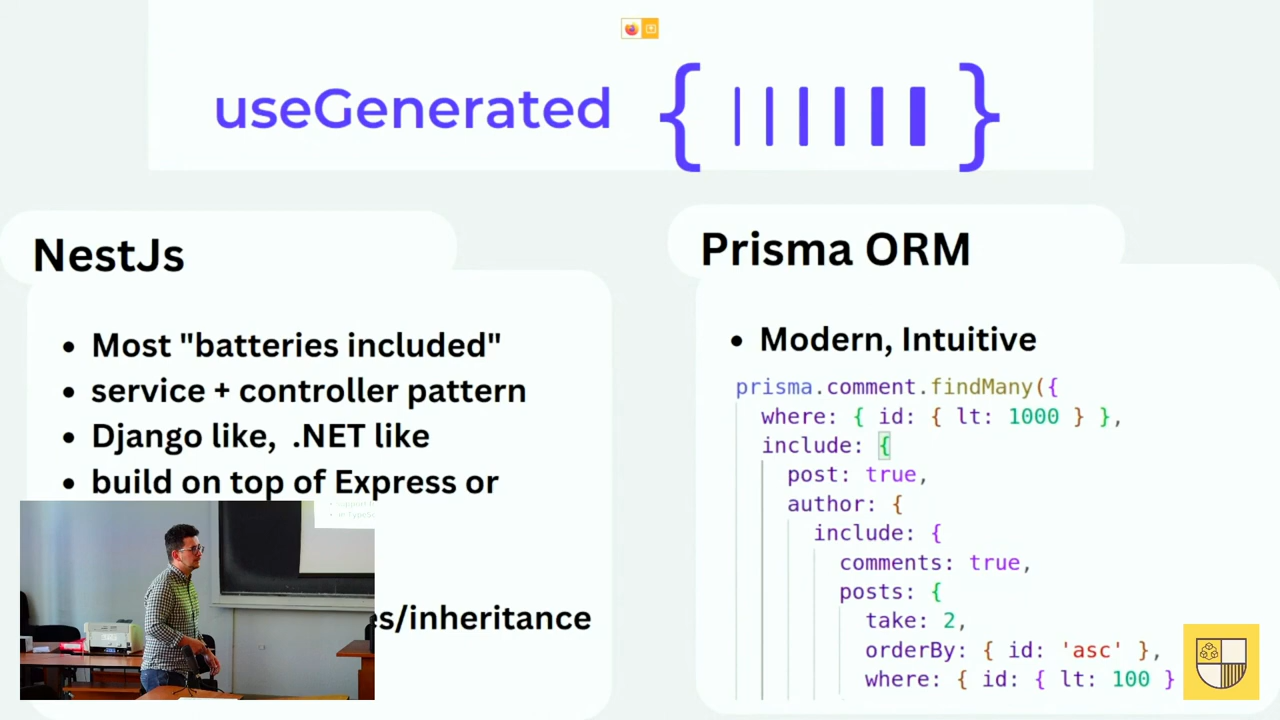 useGenerated { }
NestJs
Most "batteries included"
service + controller pattern
Django like, .NET like
build on top of Express or
s/inheritance
Prisma ORM
Modern, Intuitive
prisma.comment.findMany({
where: { id: { lt: 1000 } },
include: {
post: true,
author: {
include: {
comments: true,
posts: {
take: 2,
orderBy: { id: 'asc' },
where: { id: { lt: 100 }